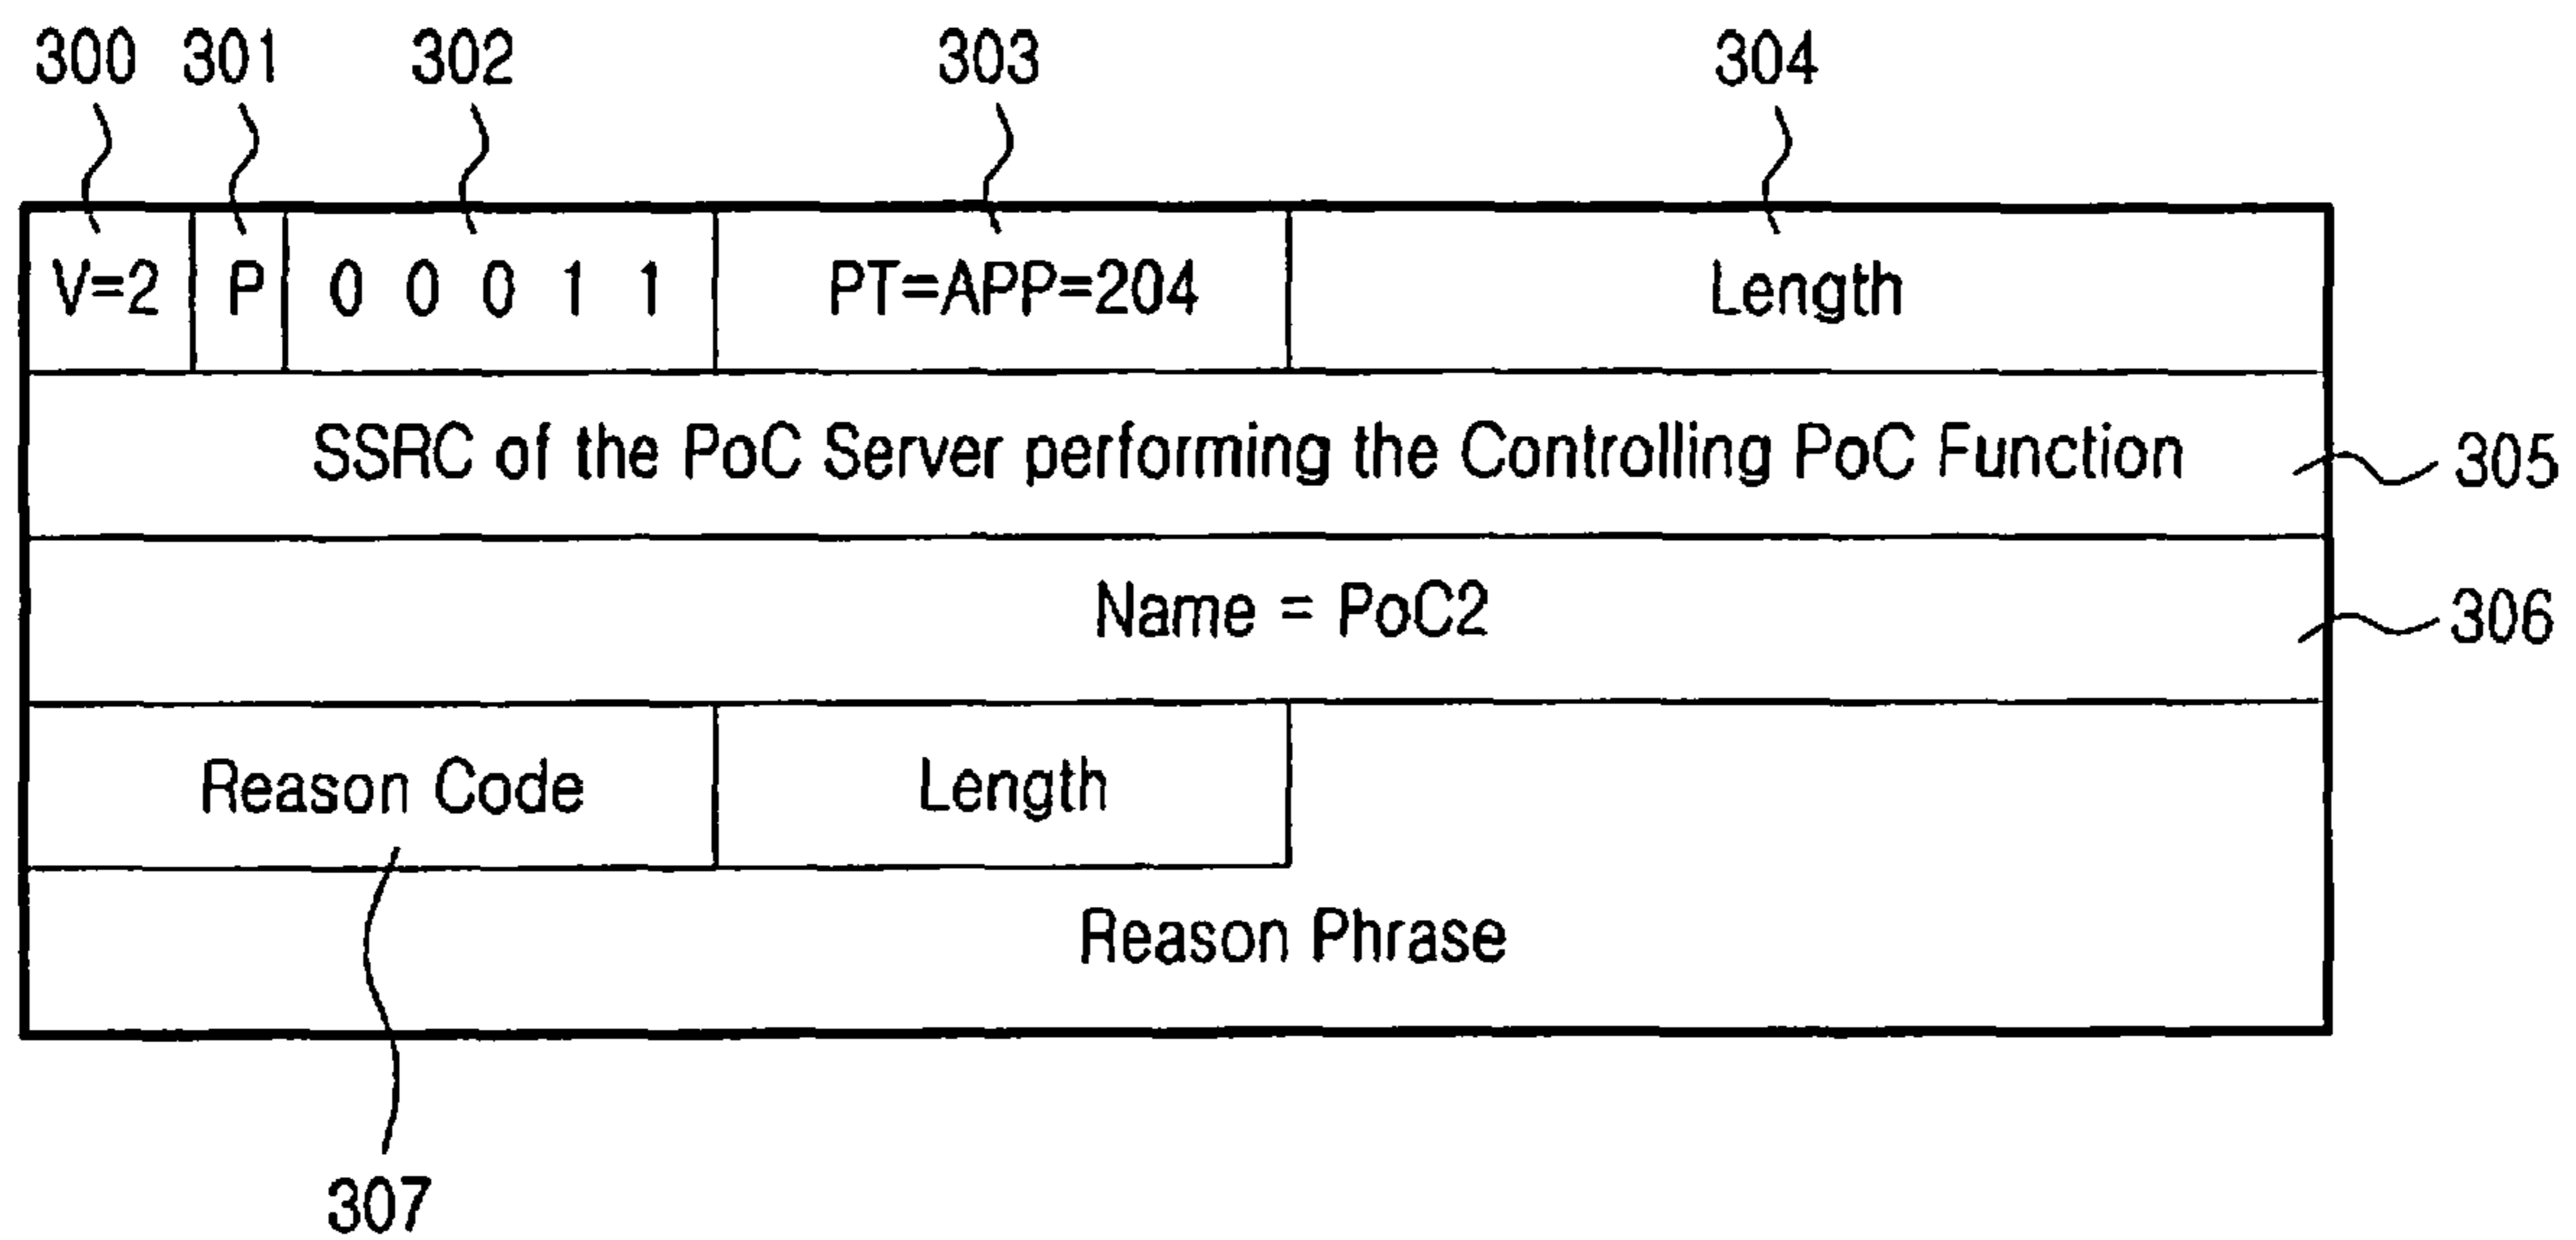 300 301 302 303 304
V=2 P 0 0 0 1 1 PT=APP=204 Length
SSRC of the PoC Server performing the Controlling PoC Function 305
Name = PoC2 306
Reason Code Length
Reason Phrase
307